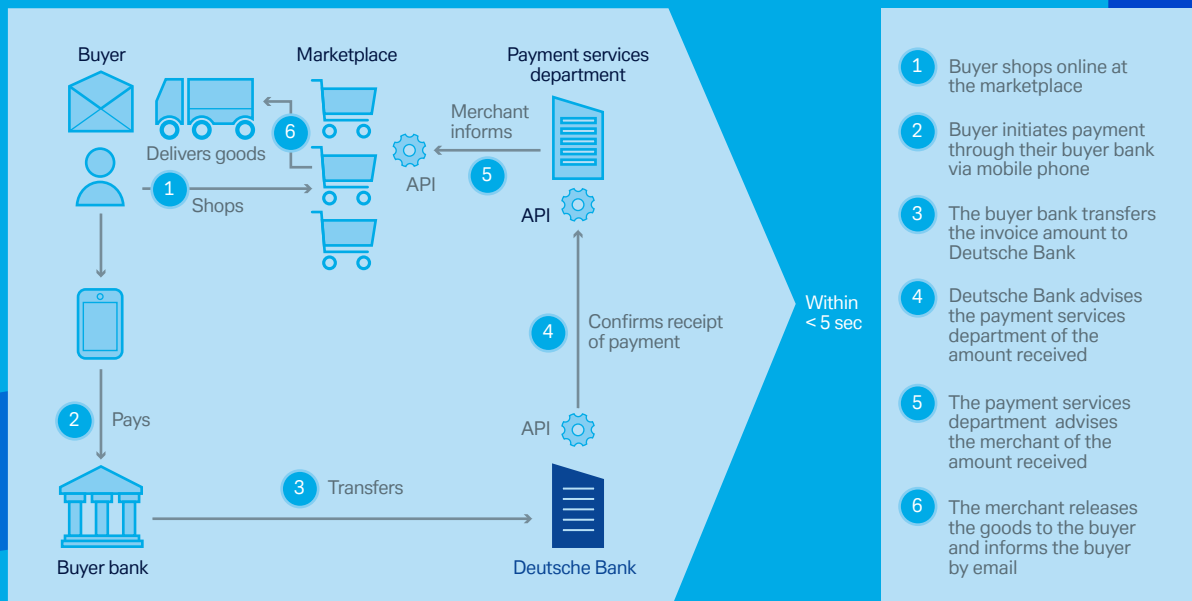 Buyer
Marketplace
Payment services
department
6
Delivers goods
1
Shops
API
Merchant
informs
5
API
4
Confirms receipt
of payment
Within
< 5 sec
2
Pays
API
3
Transfers
Buyer bank
Deutsche Bank
1
Buyer shops online at
the marketplace
2
Buyer initiates payment
through their buyer bank
via mobile phone
3
The buyer bank transfers
the invoice amount to
Deutsche Bank
4
Deutsche Bank advises
the payment services
department of the
amount received
5
The payment services
department advises
the merchant of the
amount received
6
The merchant releases
the goods to the buyer
and informs the buyer
by email